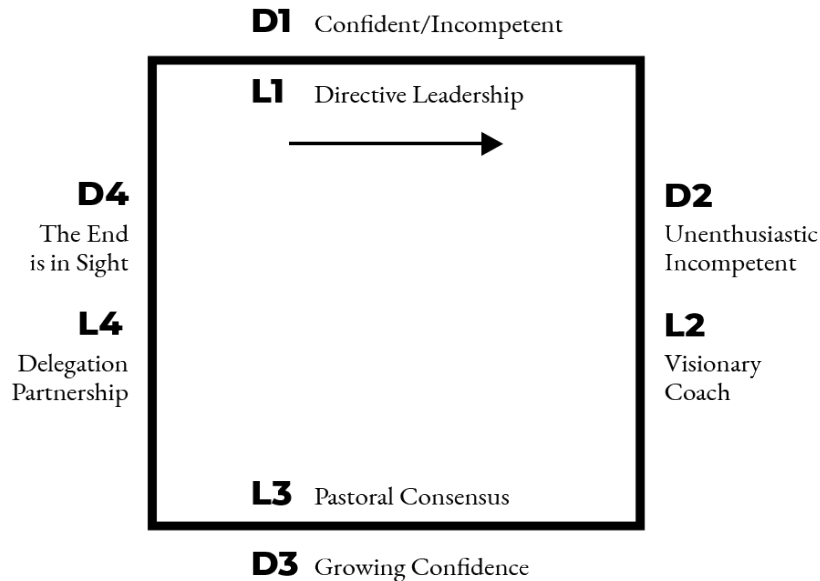 D1 Confident/Incompetent
L1 Directive Leadership
D4
The End
is in Sight
L4
Delegation
Partnership
D2
Unenthusiastic
Incompetent
L2
Visionary
Coach
L3 Pastoral Consensus
D3 Growing Confidence